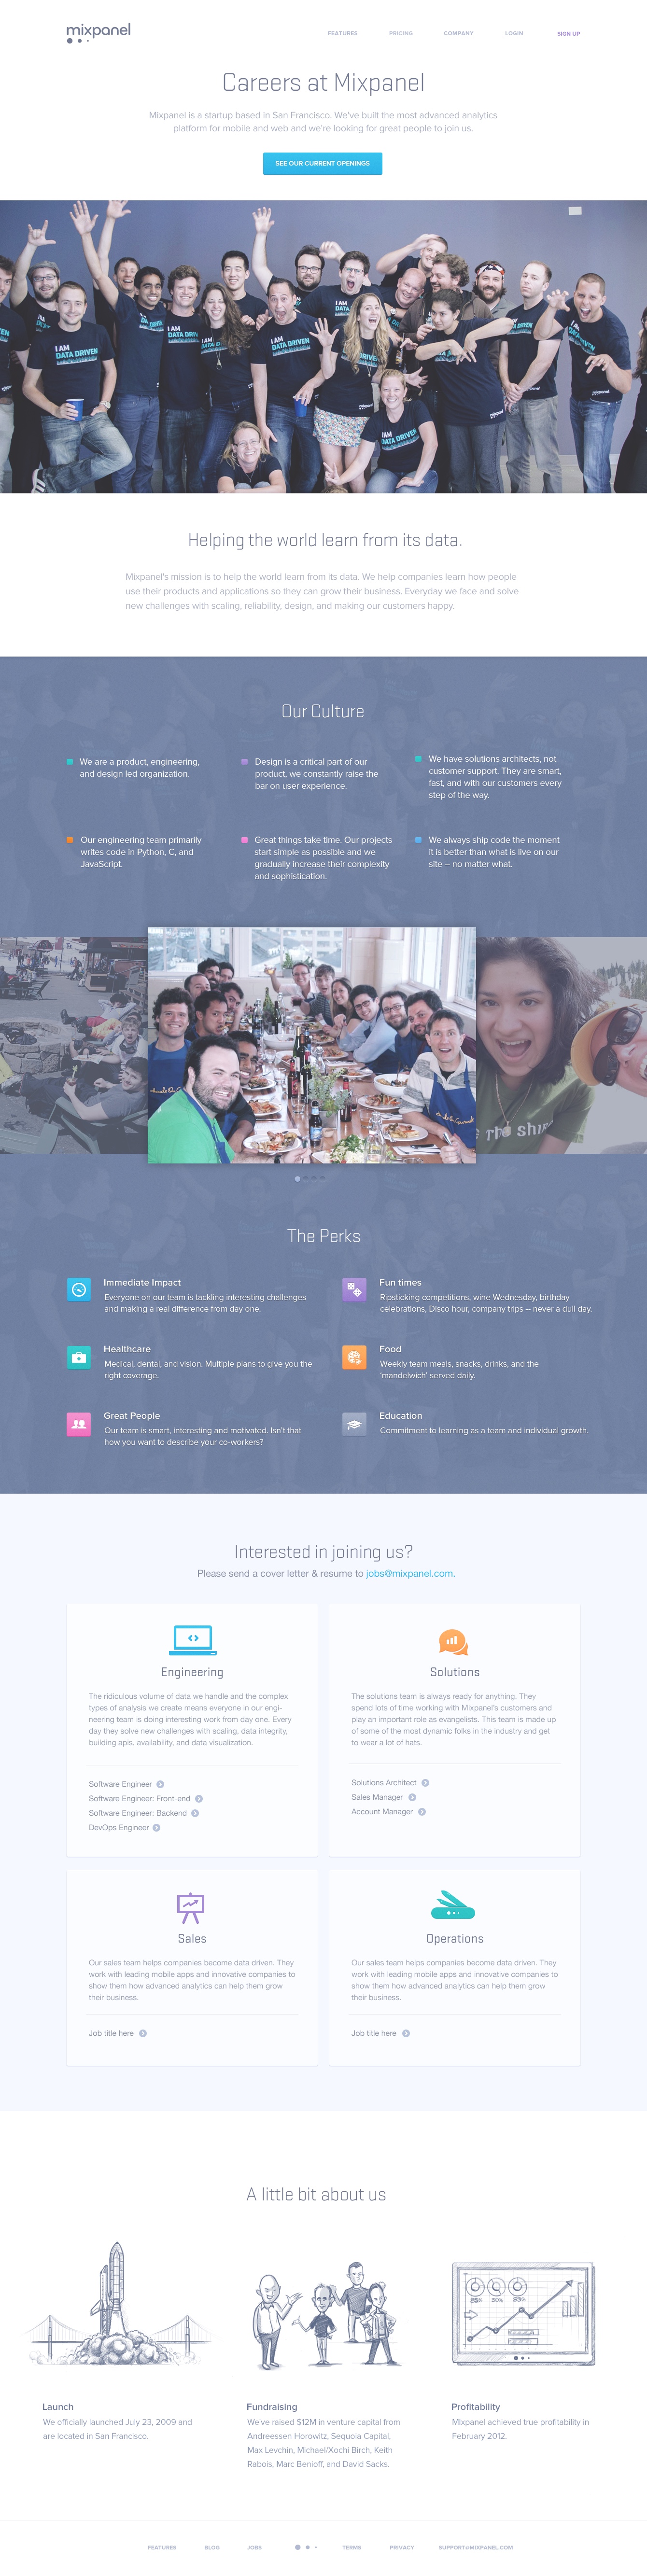 mixpanel
FEATURES PRICING COMPANY LOGIN SIGN UP
Careers at Mixpanel
Mixpanel is a startup based in San Francisco. We've built the most advanced analytics
platform for mobile and web and we're looking for great people to join us.
SEE OUR CURRENT OPENINGS
I AM
DATA DRIVEN
I AM
DATA DRIVEN
I AM
DATA DRIVEN
I AM
DATA DRIVEN
Helping the world learn from its data.
Mixpanel's mission is to help the world learn from its data. We help companies learn how people
use their products and applications so they can grow their business. Everyday we face and solve
new challenges with scaling, reliability, design, and making our customers happy.
Our Culture
We are a product, engineering,
and design led organization.
Design is a critical part of our
product, we constantly raise the
bar on user experience.
We have solutions architects, not
customer support. They are smart,
fast, and with our customers every
step of the way.
Our engineering team primarily
writes code in Python, C, and
JavaScript.
Great things take time. Our projects
start simple as possible and we
gradually increase their complexity
and sophistication.
We always ship code the moment
it is better than what is live on our
site – no matter what.
The Perks
Immediate Impact
Everyone on our team is tackling interesting challenges
and making a real difference from day one.
Fun times
Ripsticking competitions, wine Wednesday, birthday
celebrations, Disco hour, company trips – never a dull day.
Healthcare
Medical, dental, and vision. Multiple plans to give you the
right coverage.
Food
Weekly team meals, snacks, drinks, and the
'mandelwich' served daily.
Great People
Our team is smart, interesting and motivated. Isn't that
how you want to describe your co-workers?
Education
Commitment to learning as a team and individual growth.
Interested in joining us?
Please send a cover letter & resume to jobs@mixpanel.com.
Engineering
The ridiculous volume of data we handle and the complex
types of analysis we create means everyone in our engi-
neering team is doing interesting work from day one. Every
day they solve new challenges with scaling, data integrity,
building apis, availability, and data visualization.
Software Engineer
Software Engineer: Front-end
Software Engineer: Backend
DevOps Engineer
Solutions
The solutions team is always ready for anything. They
spend lots of time working with Mixpanel's customers and
play an important role as evangelists. This team is made up
of some of the most dynamic folks in the industry and get
to wear a lot of hats.
Solutions Architect
Sales Manager
Account Manager
Sales
Our sales team helps companies become data driven. They
work with leading mobile apps and innovative companies to
show them how advanced analytics can help them grow
their business.
Job title here
Operations
Our sales team helps companies become data driven. They
work with leading mobile apps and innovative companies to
show them how advanced analytics can help them grow
their business.
Job title here
A little bit about us
30% 83%
Launch
We officially launched July 23, 2009 and
are located in San Francisco.
Fundraising
We've raised $12M in venture capital from
Andreessen Horowitz, Sequoia Capital,
Max Levchin, Michael/Xochi Birch, Keith
Rabois, Marc Benioff, and David Sacks.
Profitability
Mixpanel achieved true profitability in
February 2012.
FEATURES BLOG JOBS TERMS PRIVACY SUPPORT@MIXPANEL.COM